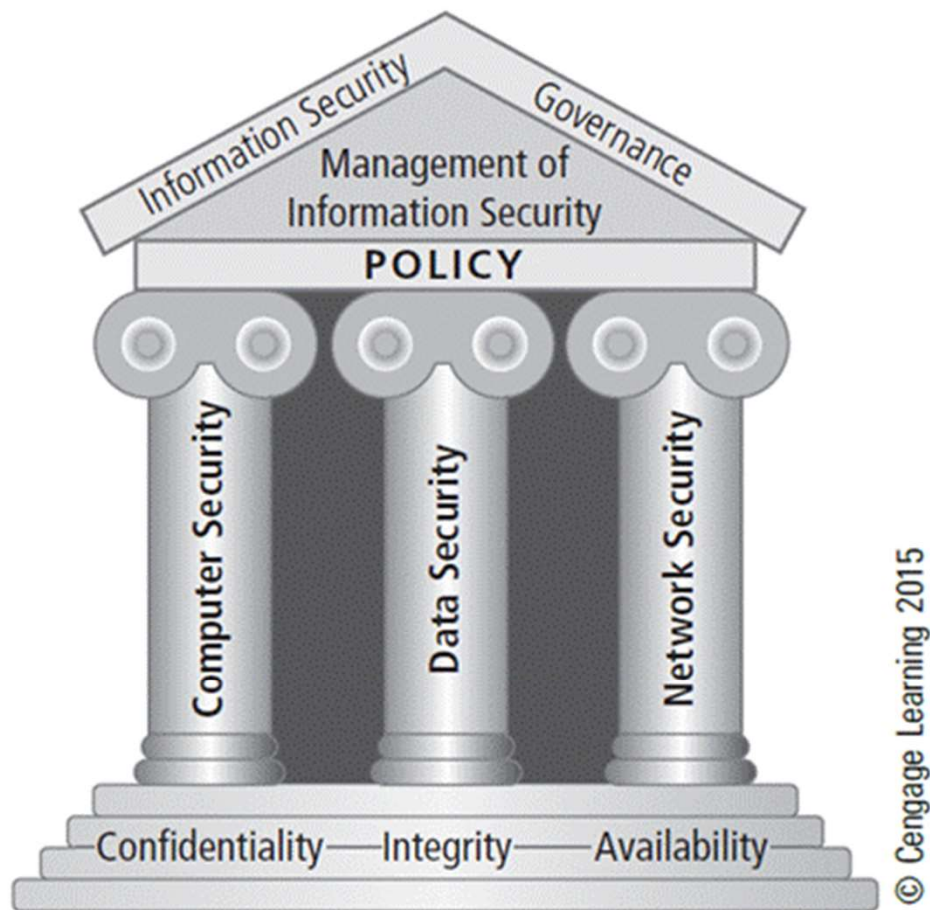 Information Security
Governance
Management of
Information Security
POLICY
Computer Security
Data Security
Network Security
Confidentiality
Integrity
Availability
© Cengage Learning 2015